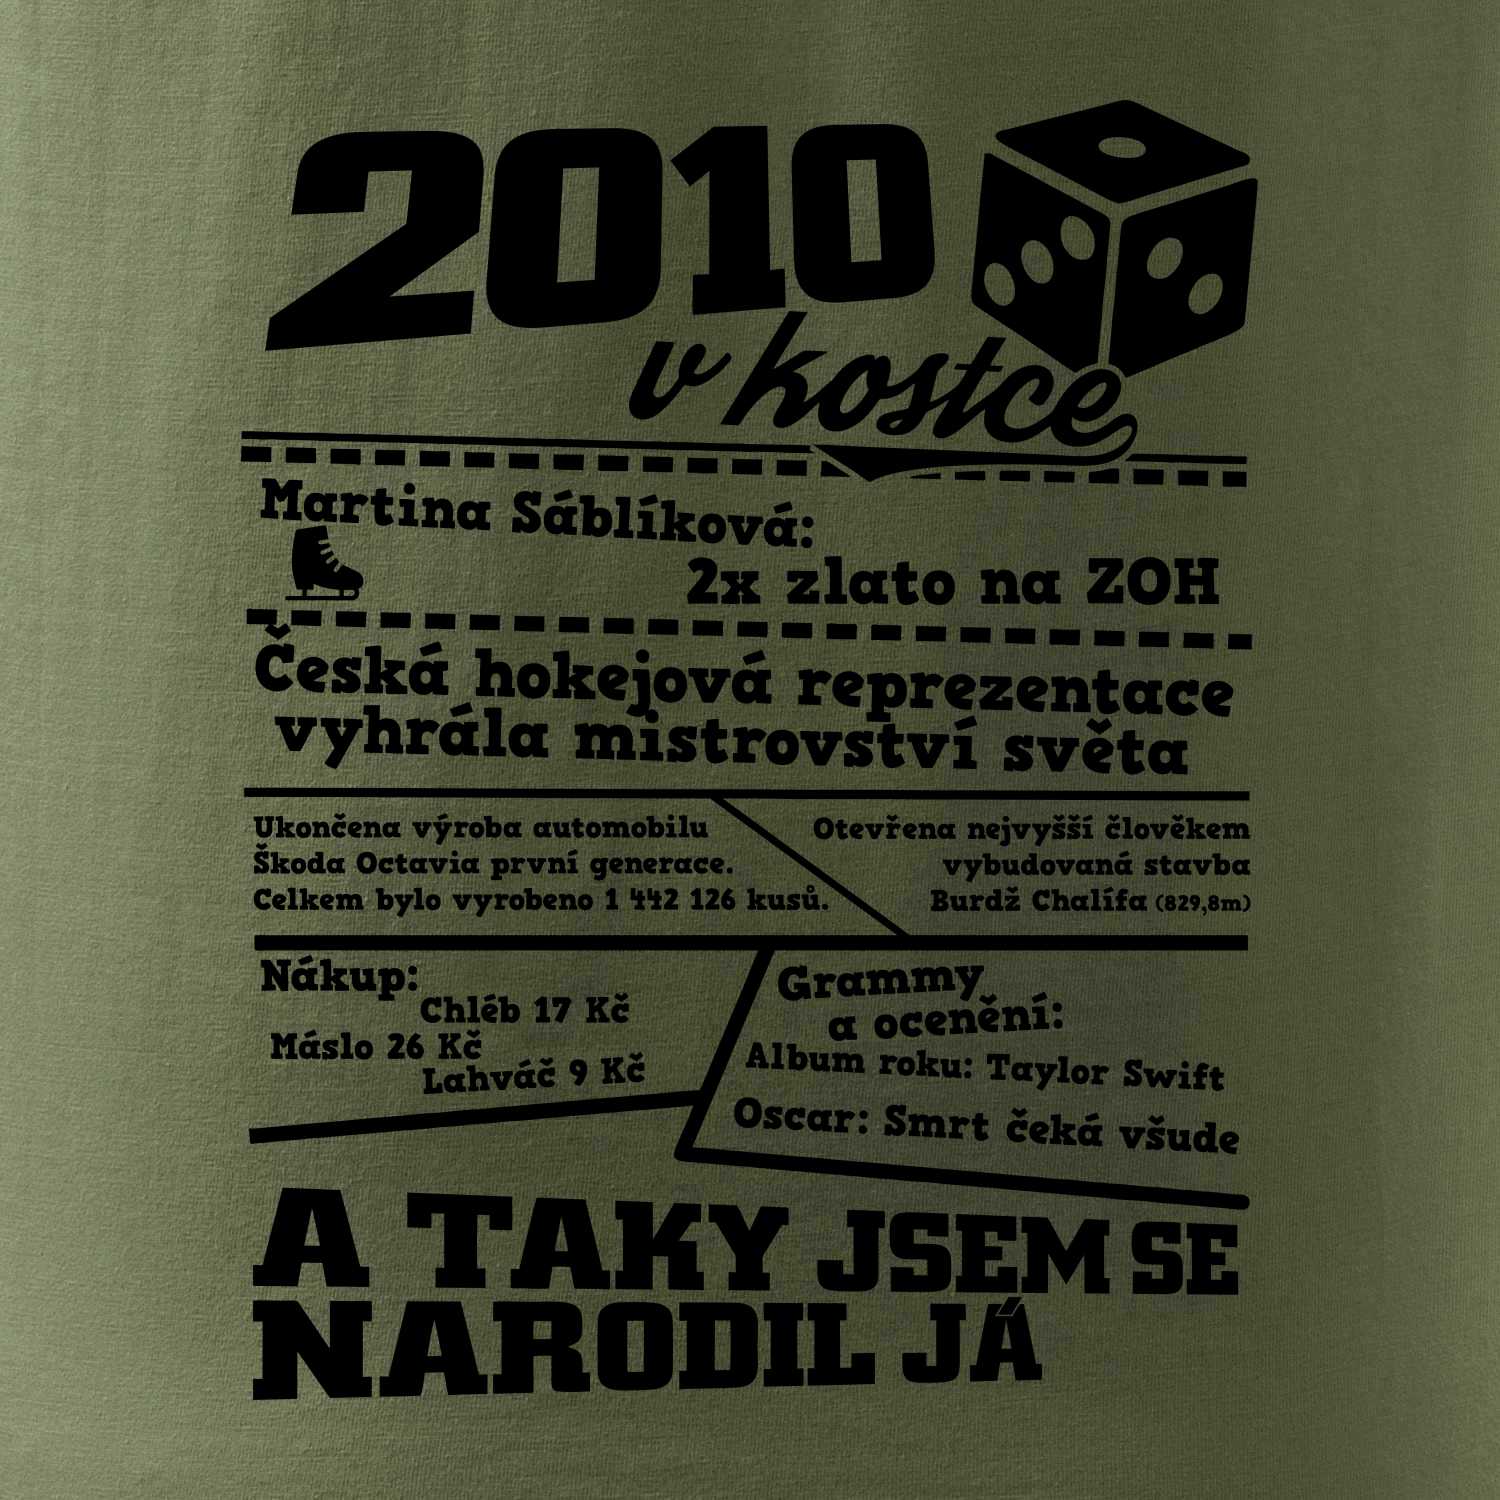 2010
v kostce
Martina Sáblíková:
2x zlato na ZOH
Česká hokejová reprezentace
vyhrála mistrovství světa
Ukončena výroba automobilu
Škoda Octavia první generace.
Celkem bylo vyrobeno 1 442 126 kusů.
Otevřena nejvyšší člověkem
vybudovaná stavba
Burdž Chalífa (829,8m)
Nákup:
Chléb 17 Kč
Máslo 26 Kč
Lahváč 9 Kč
Grammy
a ocenění:
Album roku: Taylor Swift
Oscar: Smrt čeká všude
A TAKY JSEM SE
NARODIL JÁ